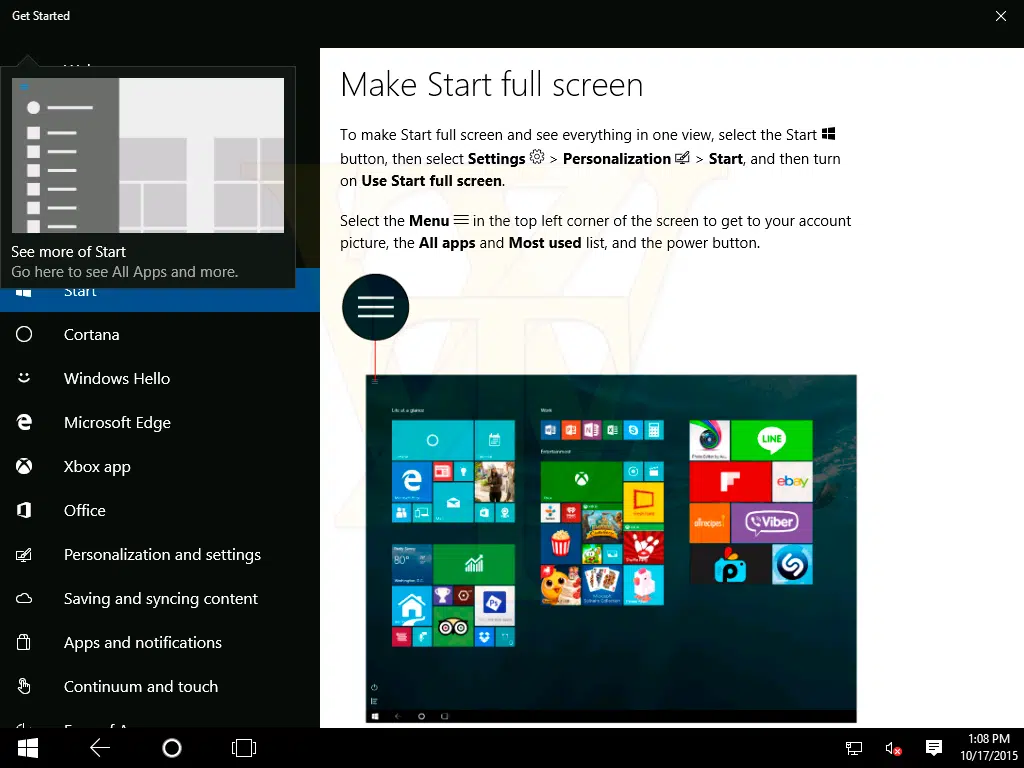 Get Started
See more of Start
Go here to see All Apps and more.
Start
Cortana
Windows Hello
Microsoft Edge
Xbox app
Office
Personalization and settings
Saving and syncing content
Apps and notifications
Continuum and touch
Make Start full screen
To make Start full screen and see everything in one view, select the Start
button, then select Settings > Personalization > Start, and then turn
on Use Start full screen.
Select the Menu in the top left corner of the screen to get to your account
picture, the All apps and Most used list, and the power button.
Life at a glance
Work
Entertainment
LINE
ebay
allrecipes
Viber
80°
Washington, D.C.
1:08 PM
10/17/2015